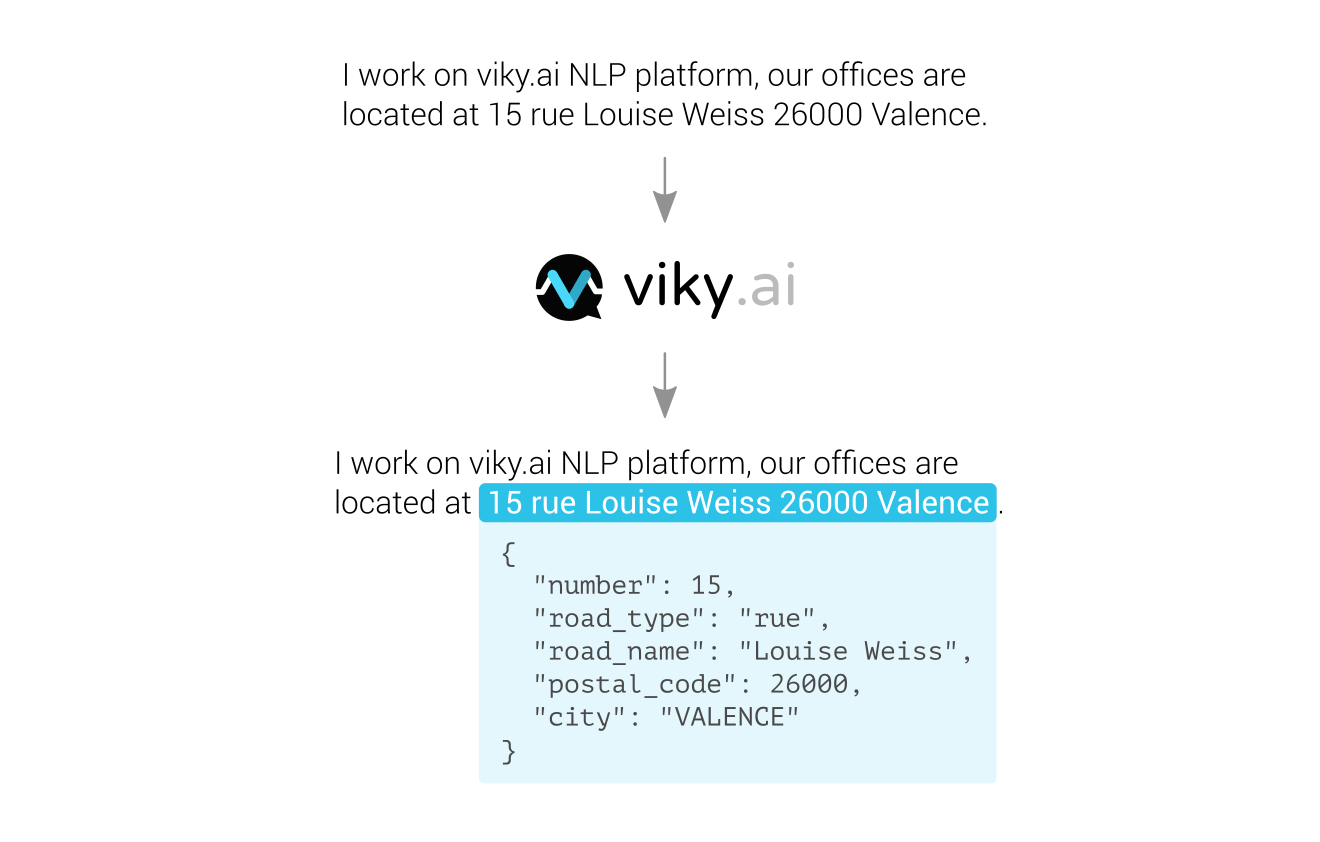 I work on viky.ai NLP platform, our offices are
located at 15 rue Louise Weiss 26000 Valence.
viky.ai
I work on viky.ai NLP platform, our offices are
located at 15 rue Louise Weiss 26000 Valence.
{
"number": 15,
"road_type": "rue",
"road_name": "Louise Weiss",
"postal_code": 26000,
"city": "VALENCE"
}